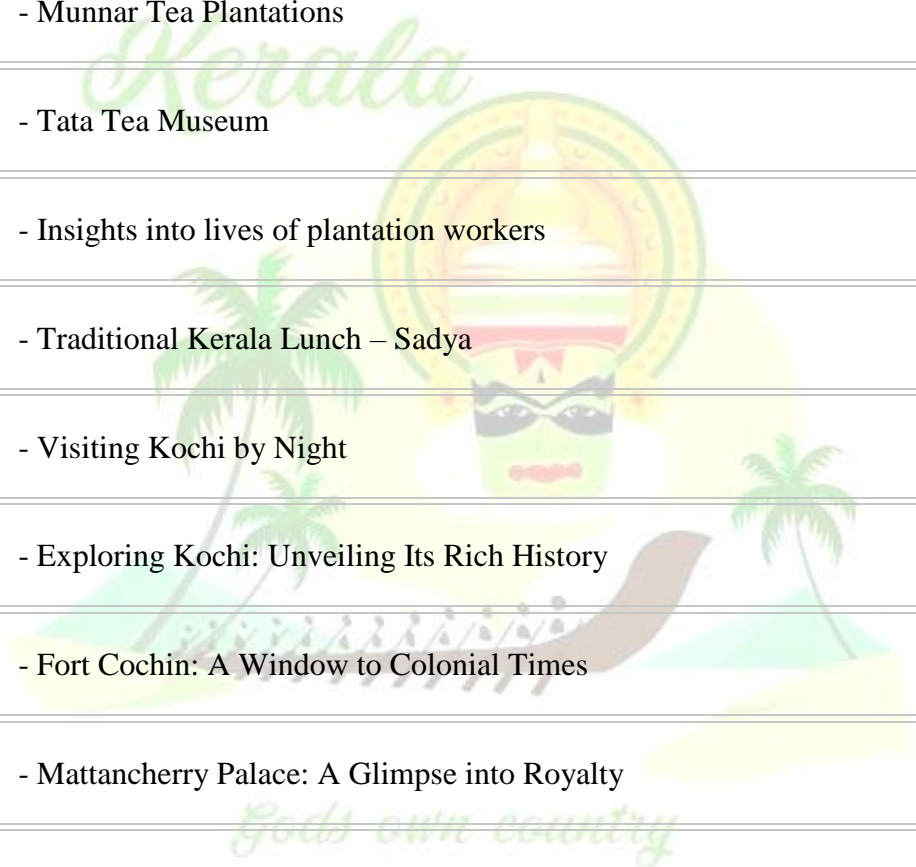 - Munnar Tea Plantations
Kerala
- Tata Tea Museum
- Insights into lives of plantation workers
- Traditional Kerala Lunch – Sadya
- Visiting Kochi by Night
- Exploring Kochi: Unveiling Its Rich History
- Fort Cochin: A Window to Colonial Times
- Mattancherry Palace: A Glimpse into Royalty
Gods own country